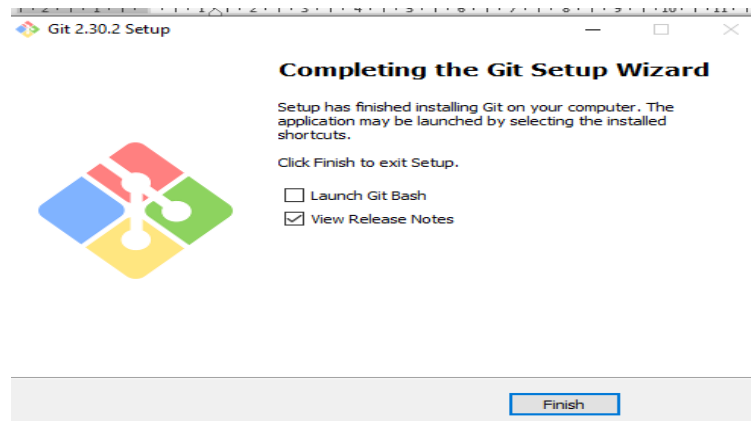 Git 2.30.2 Setup
Completing the Git Setup Wizard
Setup has finished installing Git on your computer. The
application may be launched by selecting the installed
shortcuts.
Click Finish to exit Setup.
Launch Git Bash
View Release Notes
Finish